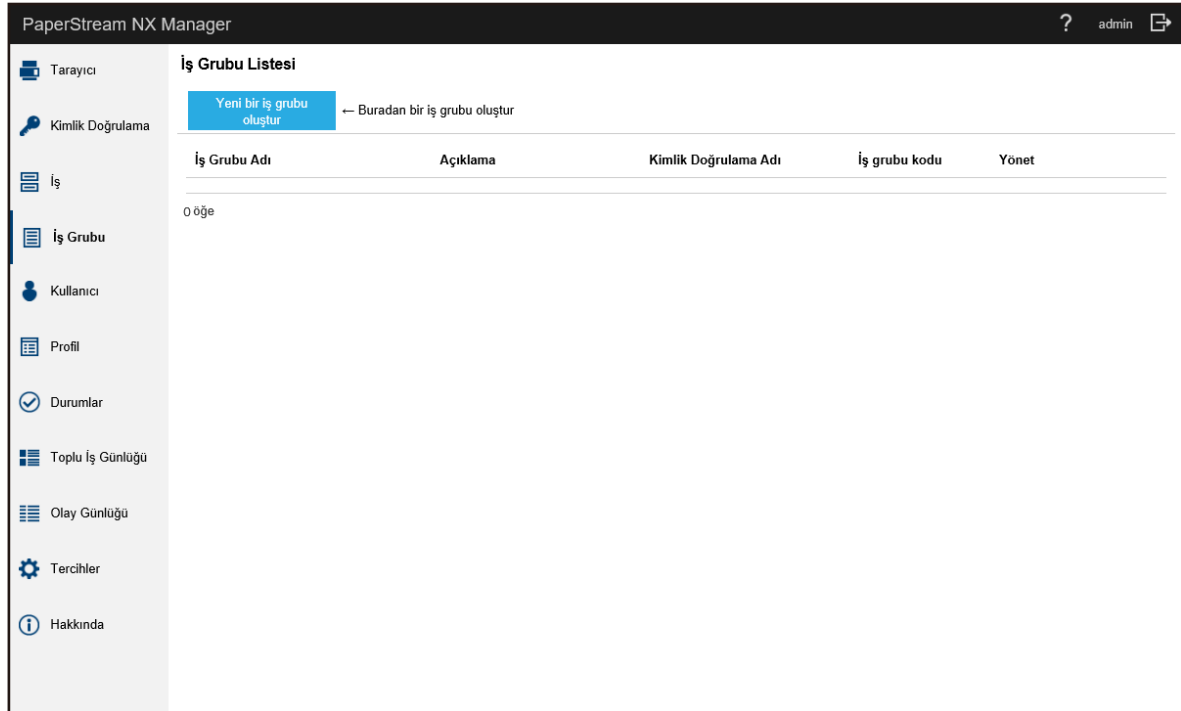 PaperStream NX Manager
? admin
Tarayıcı
Kimlik Doğrulama
İş
İş Grubu
Kullanıcı
Profil
Durumlar
Toplu İş Günlüğü
Olay Günlüğü
Tercihler
Hakkında
İş Grubu Listesi
Yeni bir iş grubu
oluştur
← Buradan bir iş grubu oluştur
İş Grubu Adı Açıklama Kimlik Doğrulama Adı İş grubu kodu Yönet
0 öğe